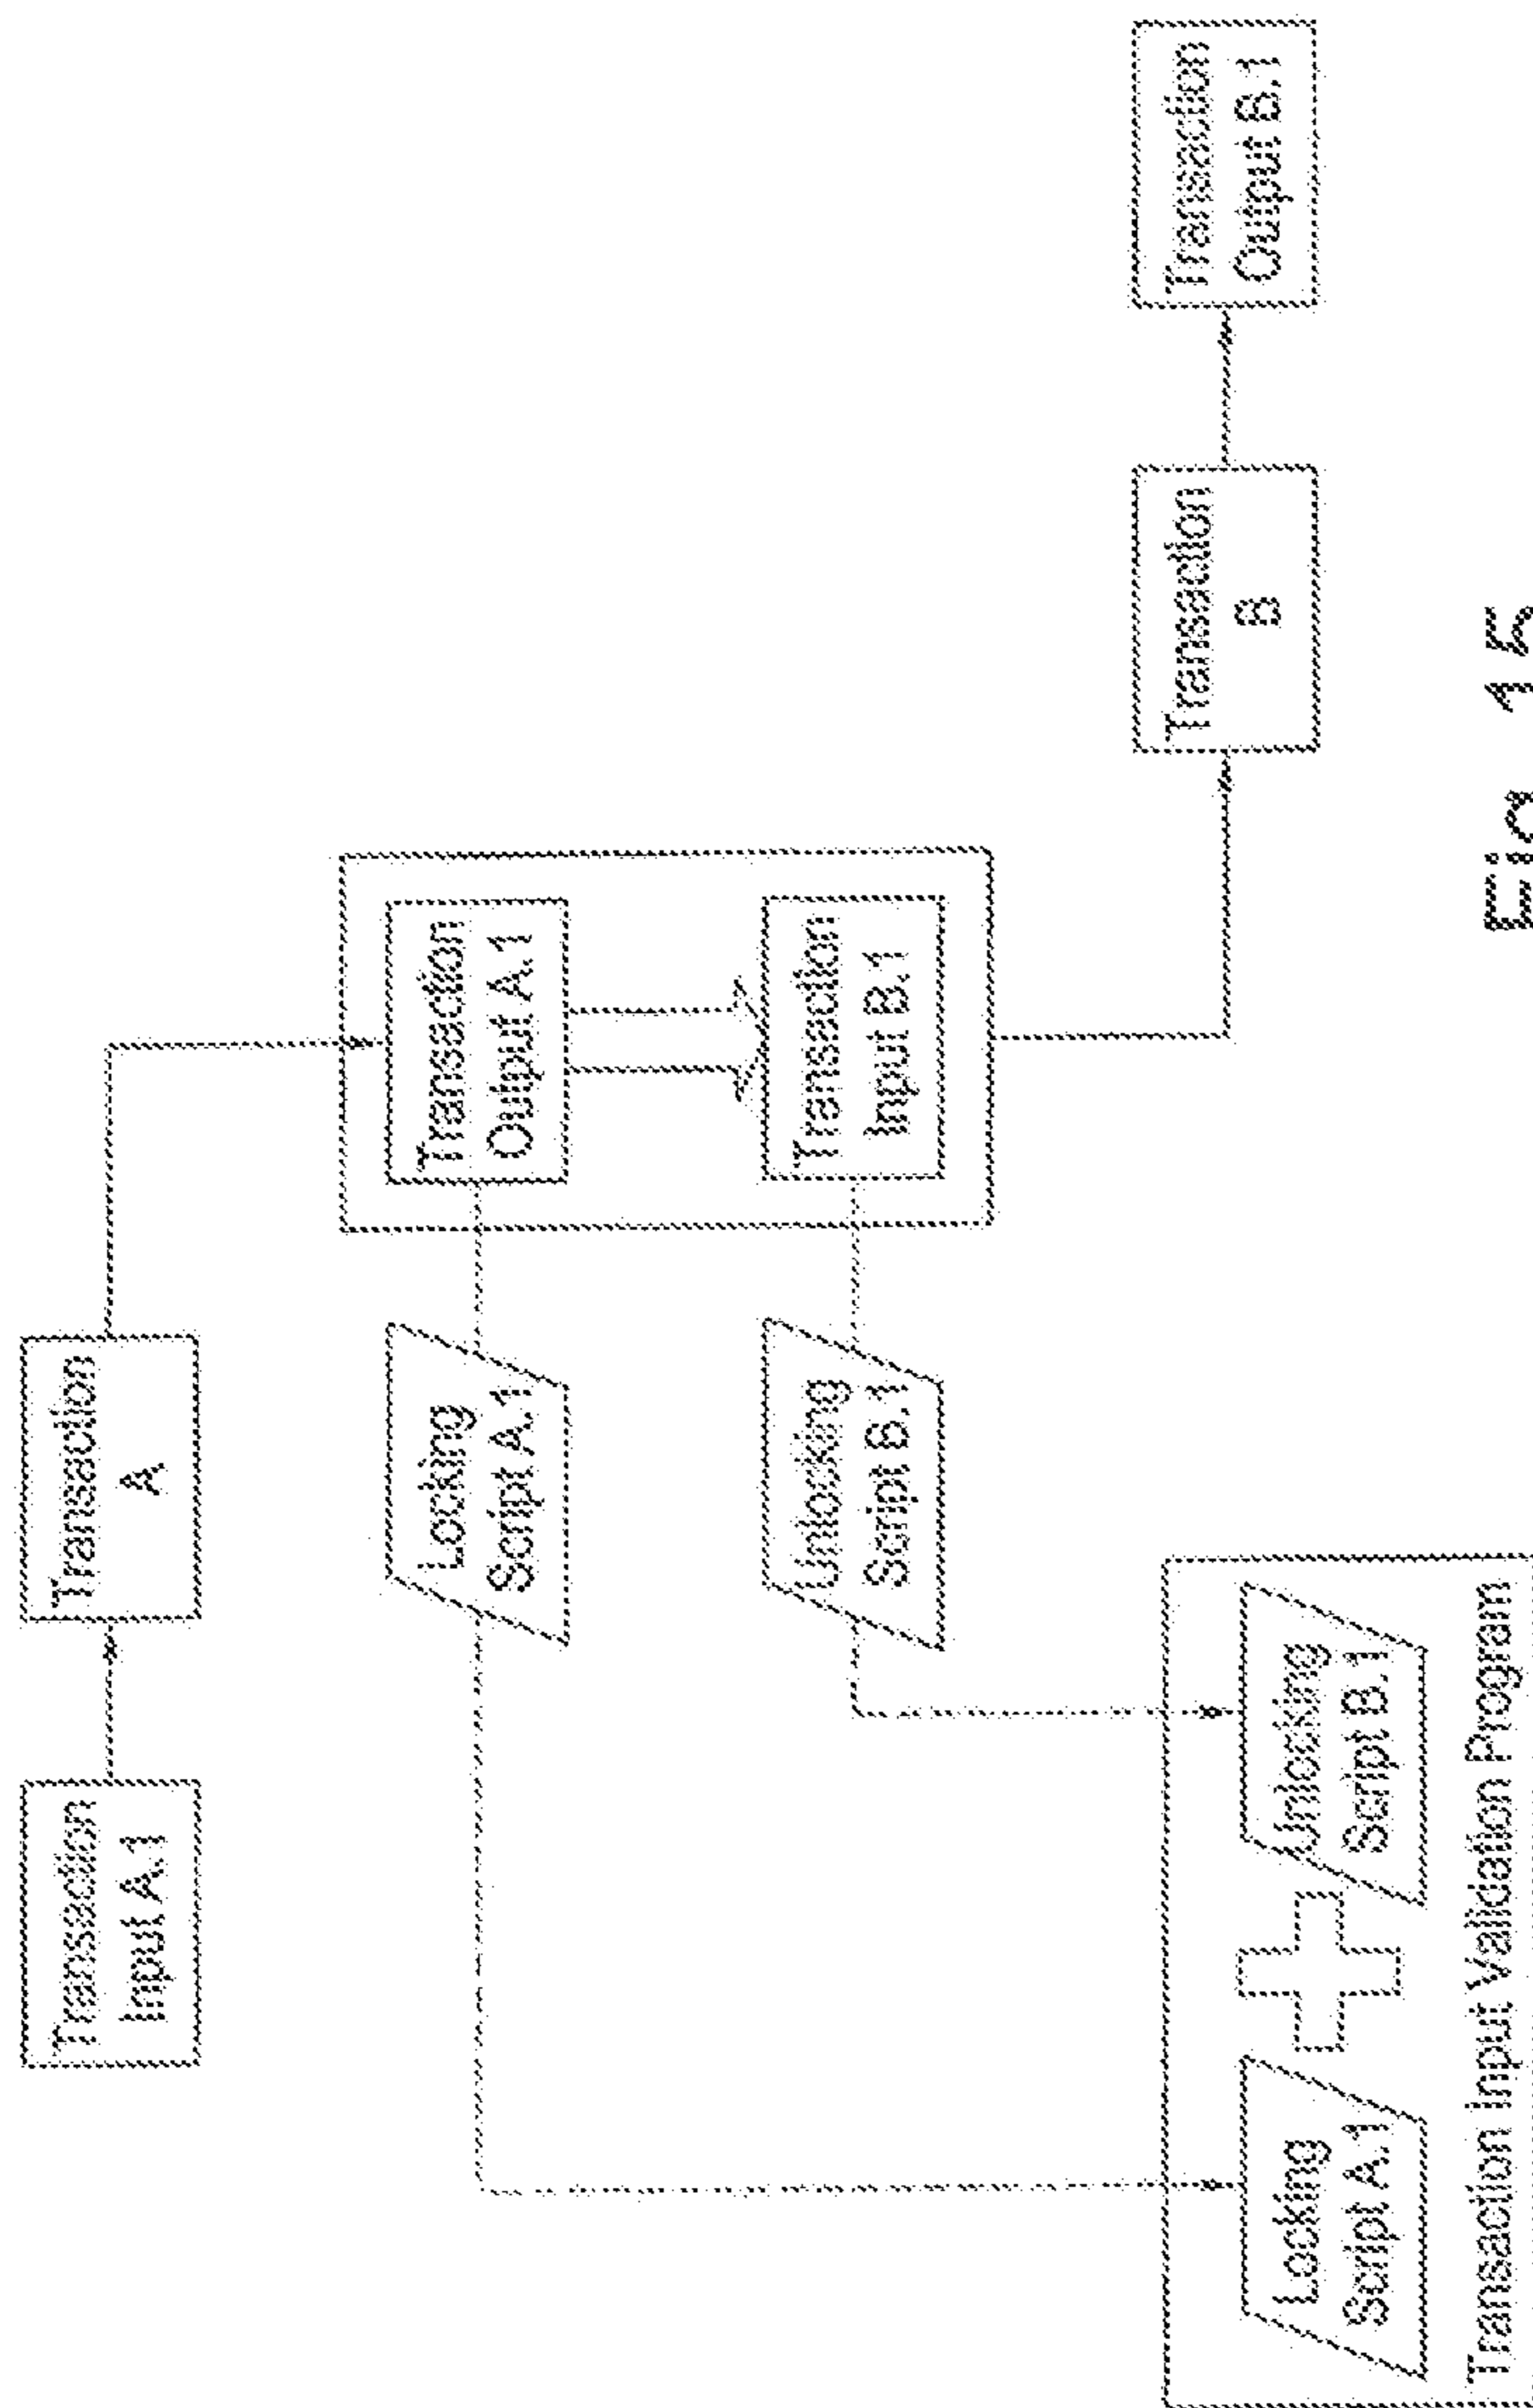 Transaction
Input A.1
Transaction
A
Locking
Script A.1
Transaction
Output A.1
Unlocking
Script B.1
Transaction
Input B.1
Locking
Script A.1
Unlocking
Script B.1
Transaction Input Validation Program
Transaction
B
Transaction
Output B.1
Fig. 15